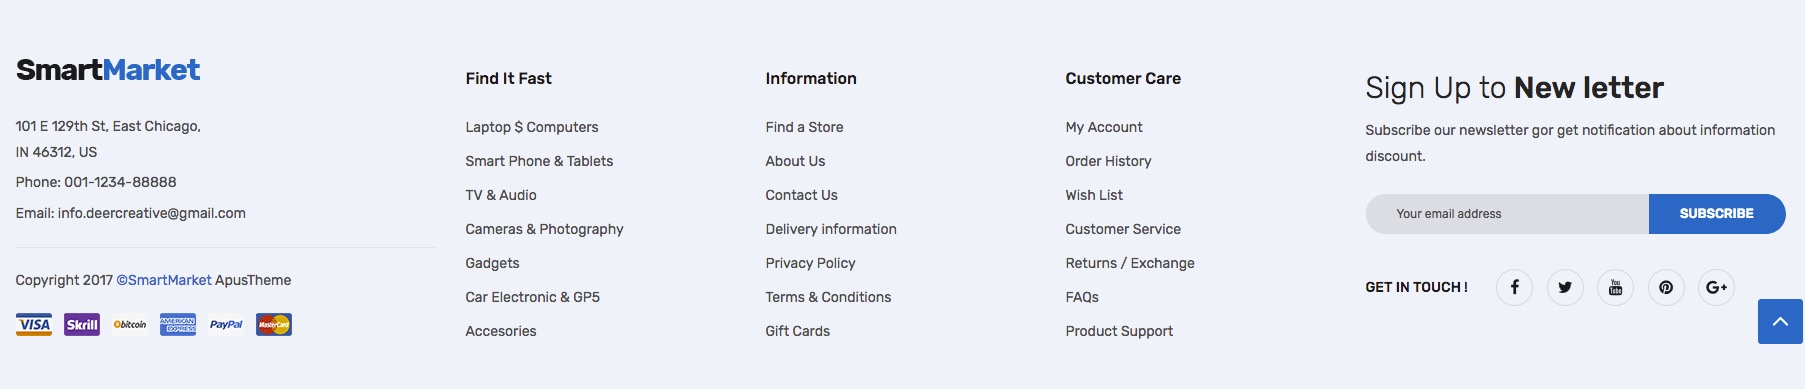 SmartMarket
101 E 129th St, East Chicago,
IN 46312, US
Phone: 001-1234-88888
Email: info.deercreative@gmail.com
Copyright 2017 ©SmartMarket ApusTheme
VISA Skrill bitcoin AMERICAN EXPRESS PayPal MasterCard
Find It Fast
Laptop $ Computers
Smart Phone & Tablets
TV & Audio
Cameras & Photography
Gadgets
Car Electronic & GP5
Accesories
Information
Find a Store
About Us
Contact Us
Delivery information
Privacy Policy
Terms & Conditions
Gift Cards
Customer Care
My Account
Order History
Wish List
Customer Service
Returns / Exchange
FAQs
Product Support
Sign Up to New letter
Subscribe our newsletter gor get notification about information
discount.
Your email address SUBSCRIBE
GET IN TOUCH ! f You Tube G+